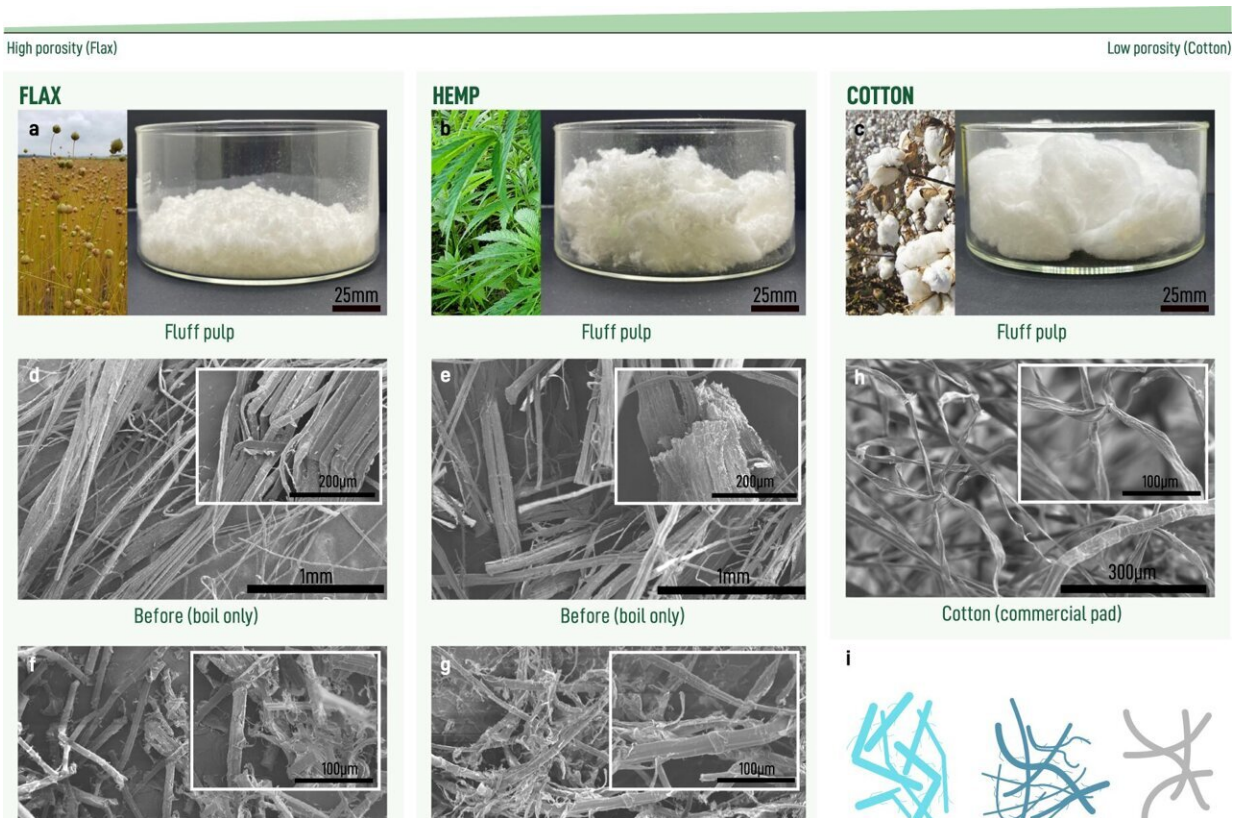 High porosity (Flax)
Low porosity (Cotton)
FLAX
HEMP
COTTON
a
b
c
25mm
25mm
25mm
Fluff pulp
Fluff pulp
Fluff pulp
d
200µm
1mm
e
200µm
1mm
h
100µm
300µm
Before (boil only)
Before (boil only)
Cotton (commercial pad)
f
100µm
g
100µm
i